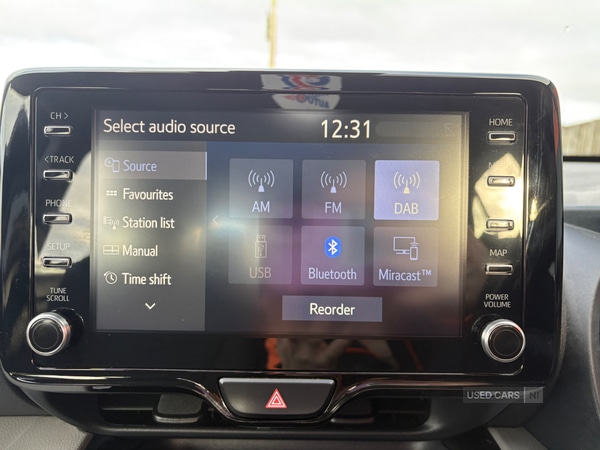 CH >
< TRACK
PHONE
SETUP
TUNE
SCROLL
Select audio source
12:31
Source
Favourites
Station list
Manual
Time shift
AM
FM
DAB
USB
Bluetooth
Miracast™
Reorder
HOME
MAP
POWER
VOLUME
USED CARS NI